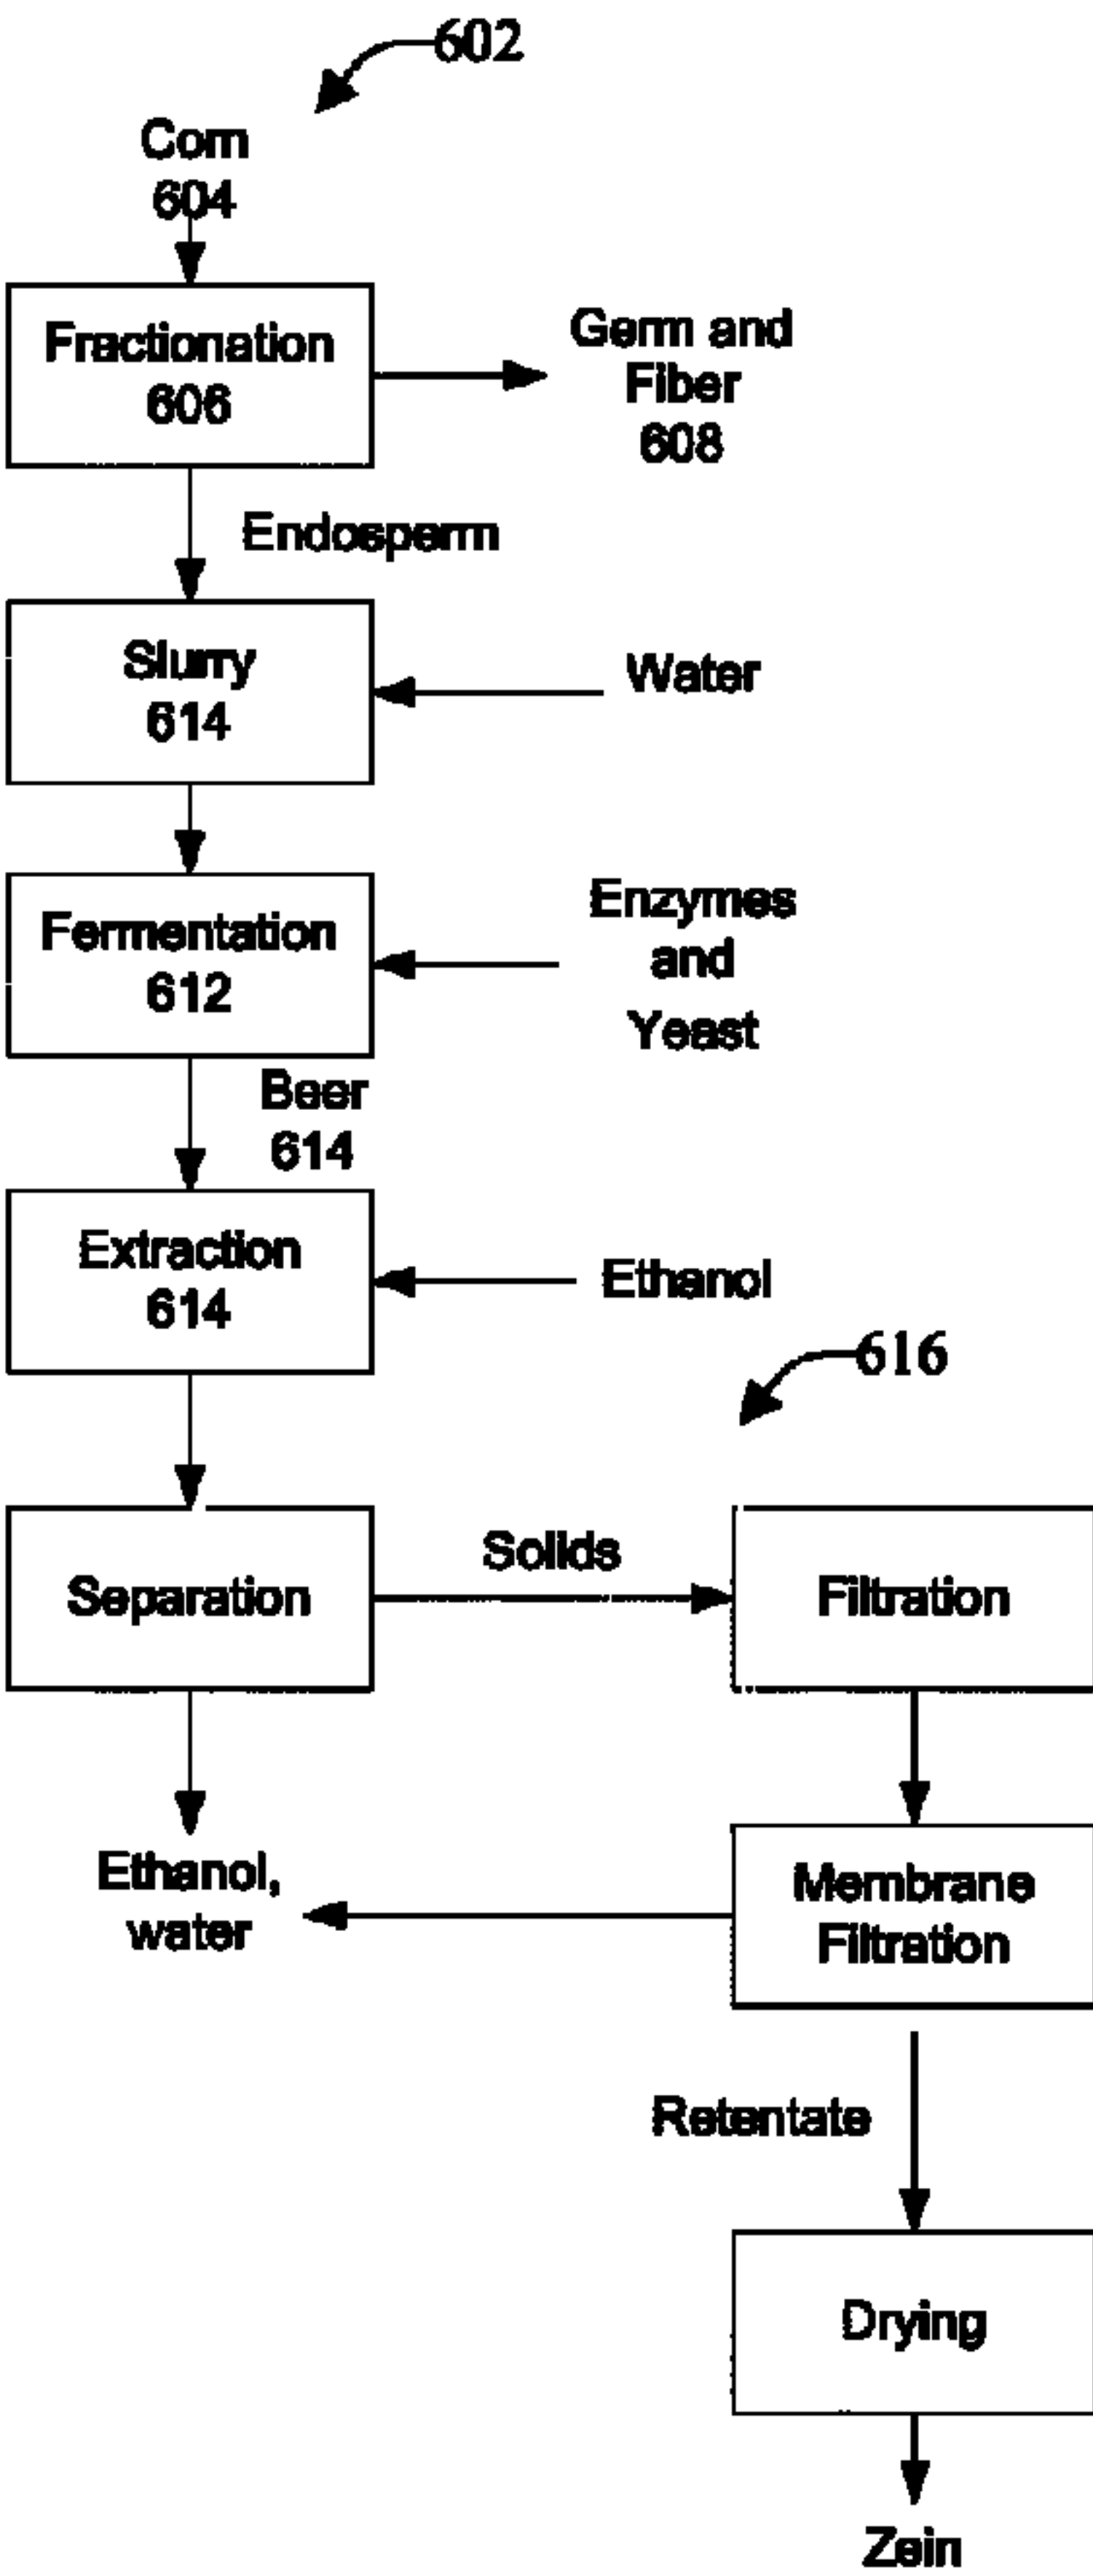 602
Corn
604
Fractionation
606
Germ and
Fiber
608
Endosperm
Slurry
614
Water
Fermentation
612
Enzymes
and
Yeast
Beer
614
Extraction
614
Ethanol
616
Separation
Solids
Filtration
Ethanol,
water
Membrane
Filtration
Retentate
Drying
Zein